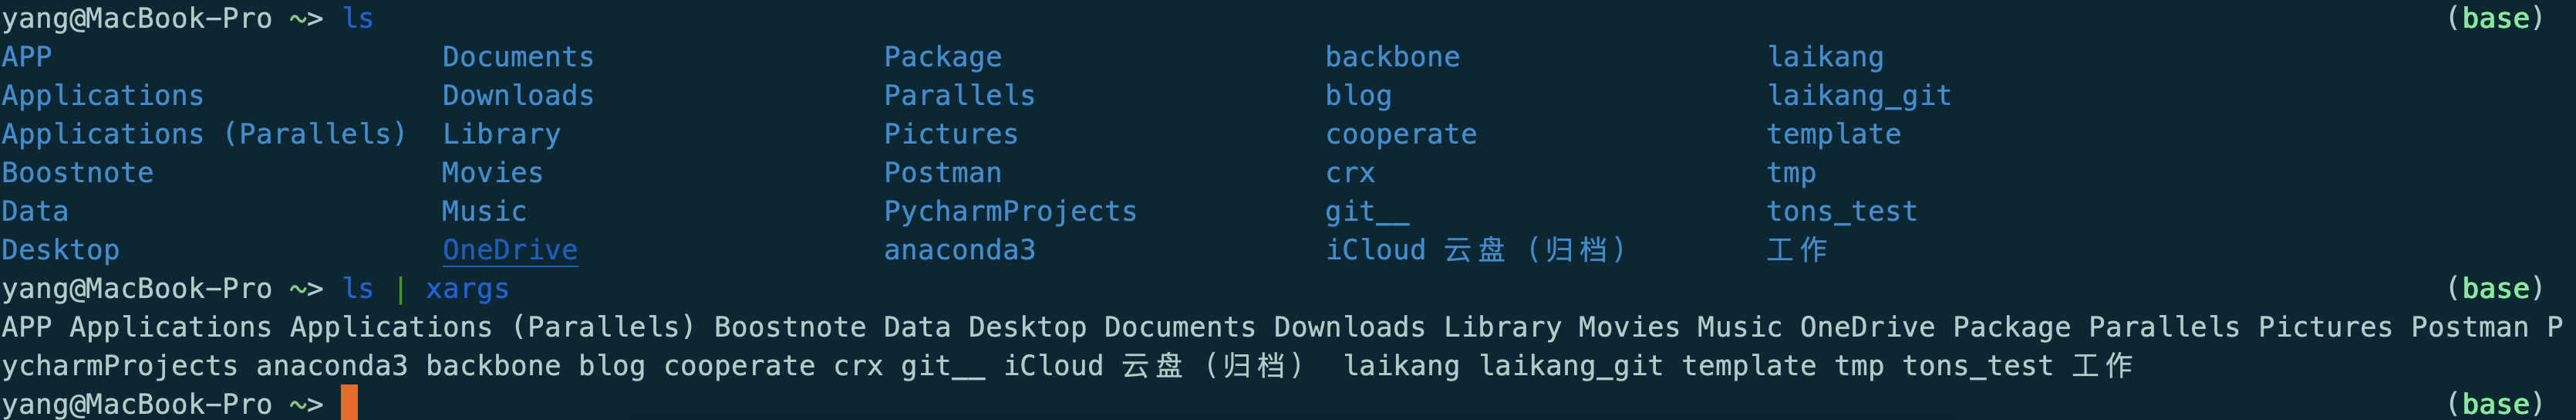 yang@MacBook-Pro ~> ls (base)
APP Documents Package backbone laikang
Applications Downloads Parallels blog laikang_git
Applications (Parallels) Library Pictures cooperate template
Boostnote Movies Postman crx tmp
Data Music PycharmProjects git__ tons_test
Desktop OneDrive anaconda3 iCloud 云盘（归档） 工作
yang@MacBook-Pro ~> ls | xargs (base)
APP Applications Applications (Parallels) Boostnote Data Desktop Documents Downloads Library Movies Music OneDrive Package Parallels Pictures Postman P
ycharmProjects anaconda3 backbone blog cooperate crx git__ iCloud 云盘（归档） laikang laikang_git template tmp tons_test 工作
yang@MacBook-Pro ~> (base)